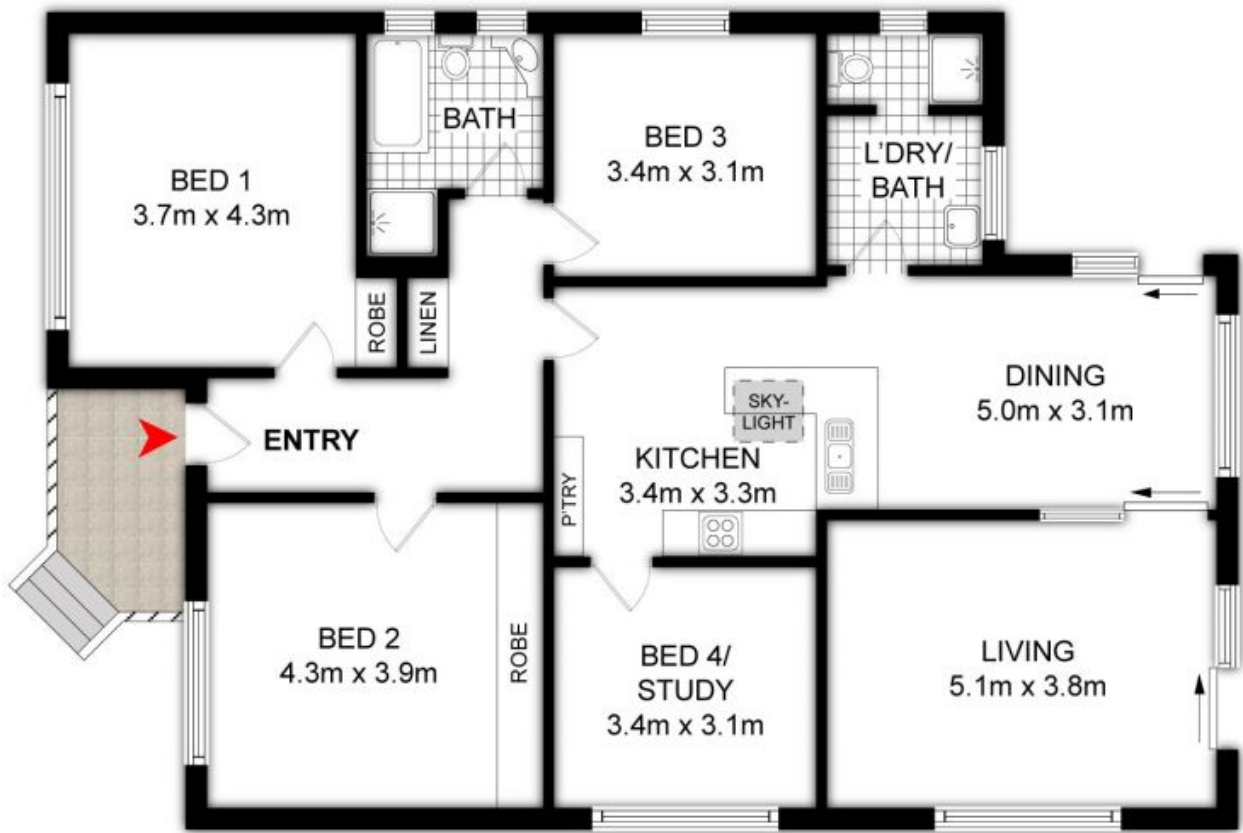 BED 1
3.7m x 4.3m
BATH
BED 3
3.4m x 3.1m
L'DRY/
BATH
ROBE
LINEN
ENTRY
SKY-
LIGHT
DINING
5.0m x 3.1m
KITCHEN
3.4m x 3.3m
P'TRY
BED 2
4.3m x 3.9m
ROBE
BED 4/
STUDY
3.4m x 3.1m
LIVING
5.1m x 3.8m